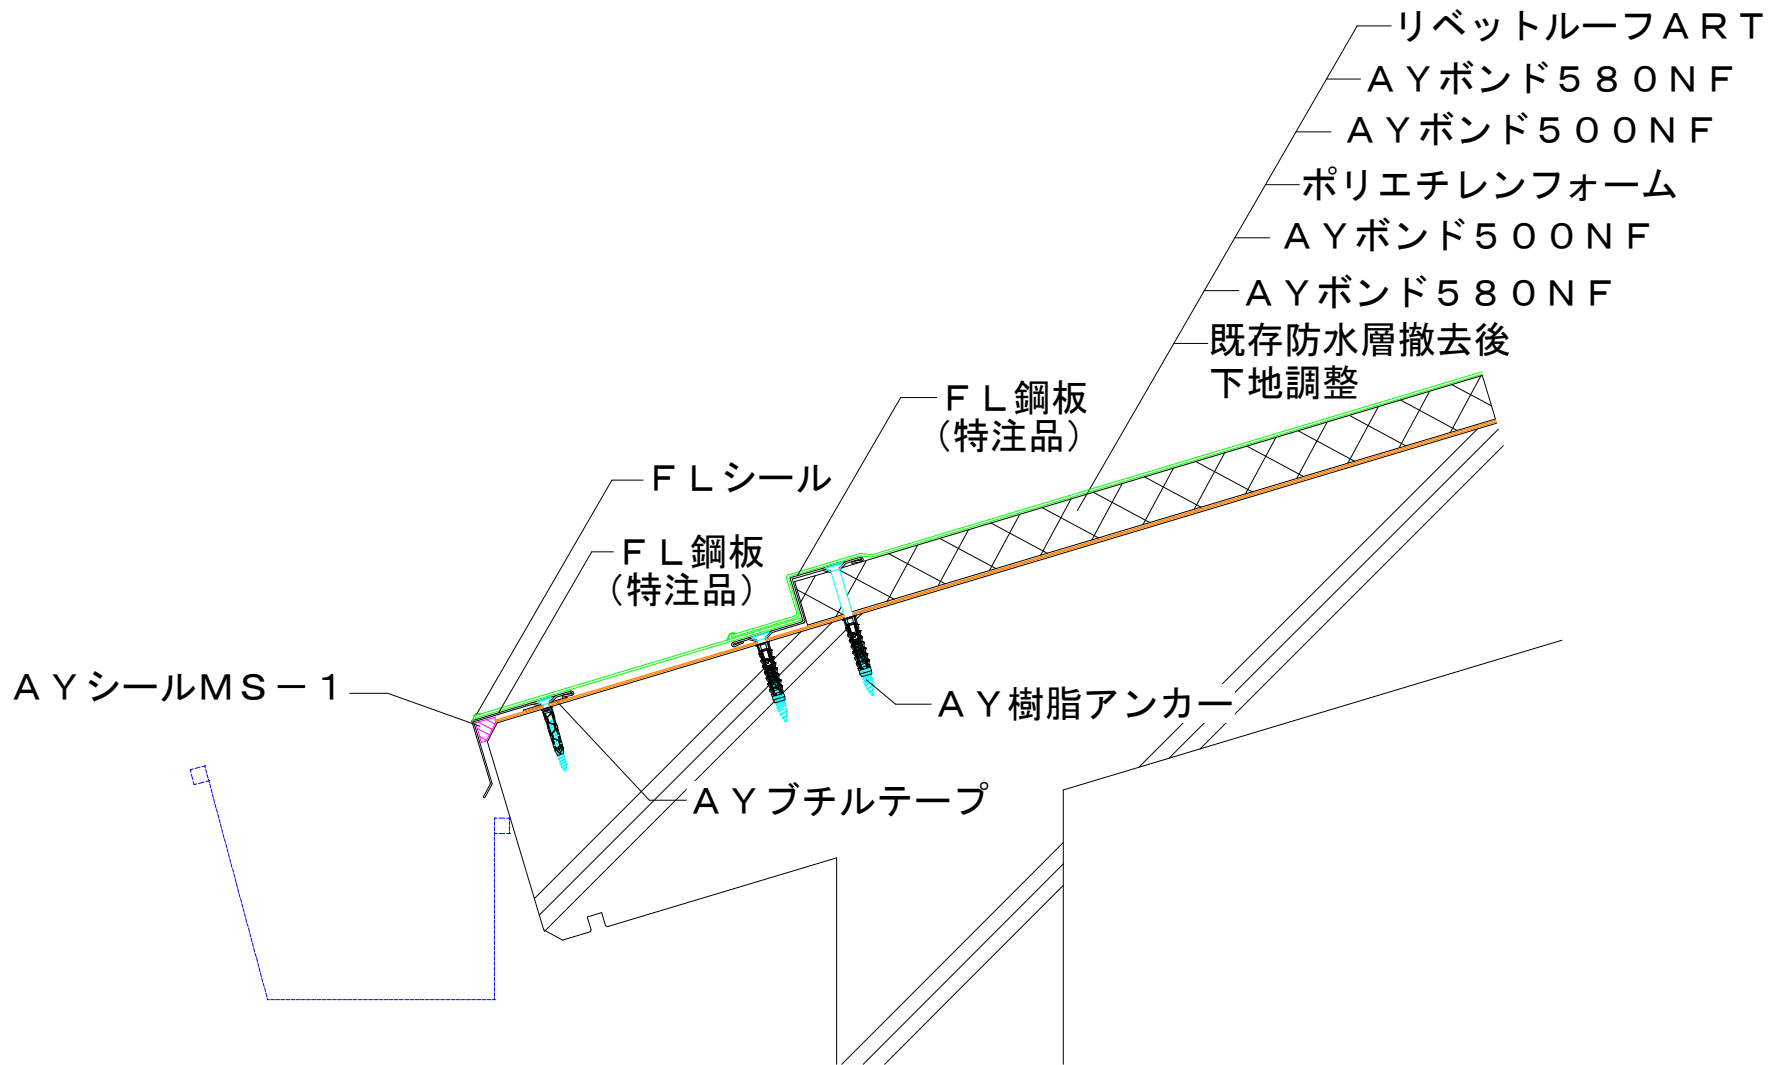 リベットルーフＡＲＴ
ＡＹボンド５８０ＮＦ
ＡＹボンド５００ＮＦ
ポリエチレンフォーム
ＡＹボンド５００ＮＦ
ＡＹボンド５８０ＮＦ
既存防水層撤去後
下地調整
ＦＬ鋼板
（特注品）
ＦＬシール
ＦＬ鋼板
（特注品）
ＡＹシールＭＳ－１
ＡＹ樹脂アンカー
ＡＹブチルテープ